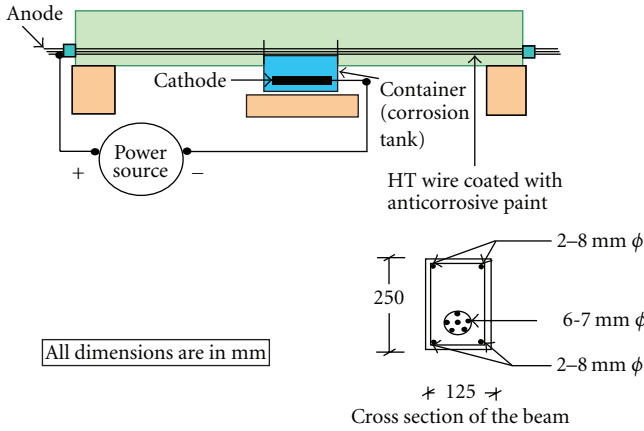 Anode
Cathode
Container
(corrosion
tank)
Power
source
+
−
HT wire coated with
anticorrosive paint
2–8 mm ϕ
250
6-7 mm ϕ
All dimensions are in mm
2–8 mm ϕ
125
Cross section of the beam